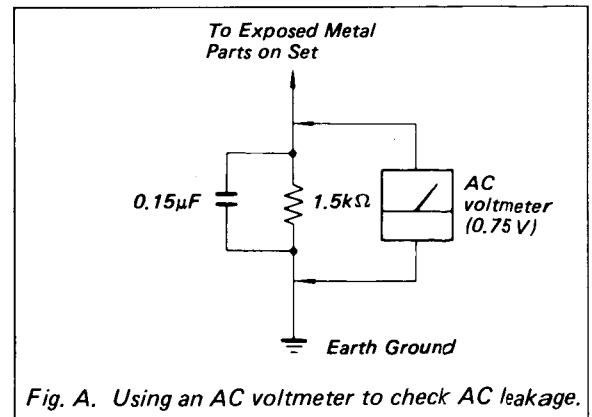 To Exposed Metal
Parts on Set
0.15μF
1.5kΩ
AC
voltmeter
(0.75V)
Earth Ground
Fig. A. Using an AC voltmeter to check AC leakage.